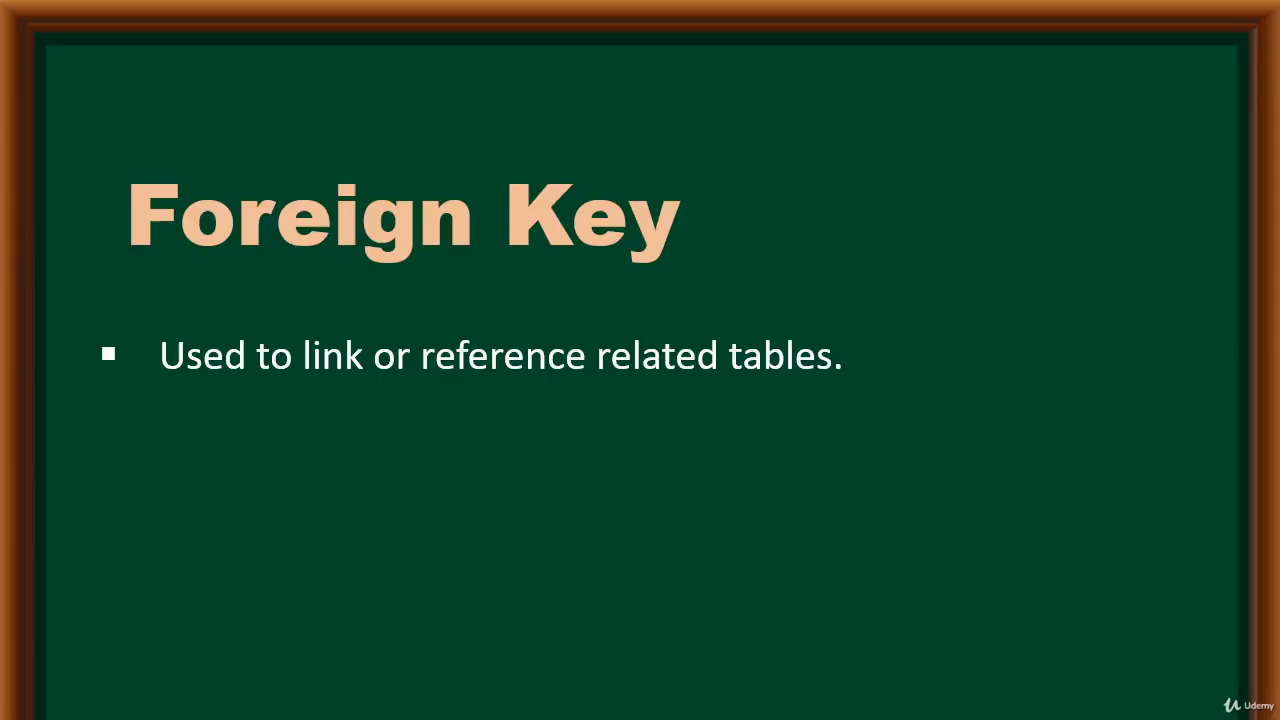 Foreign Key
▪ Used to link or reference related tables.
Udemy